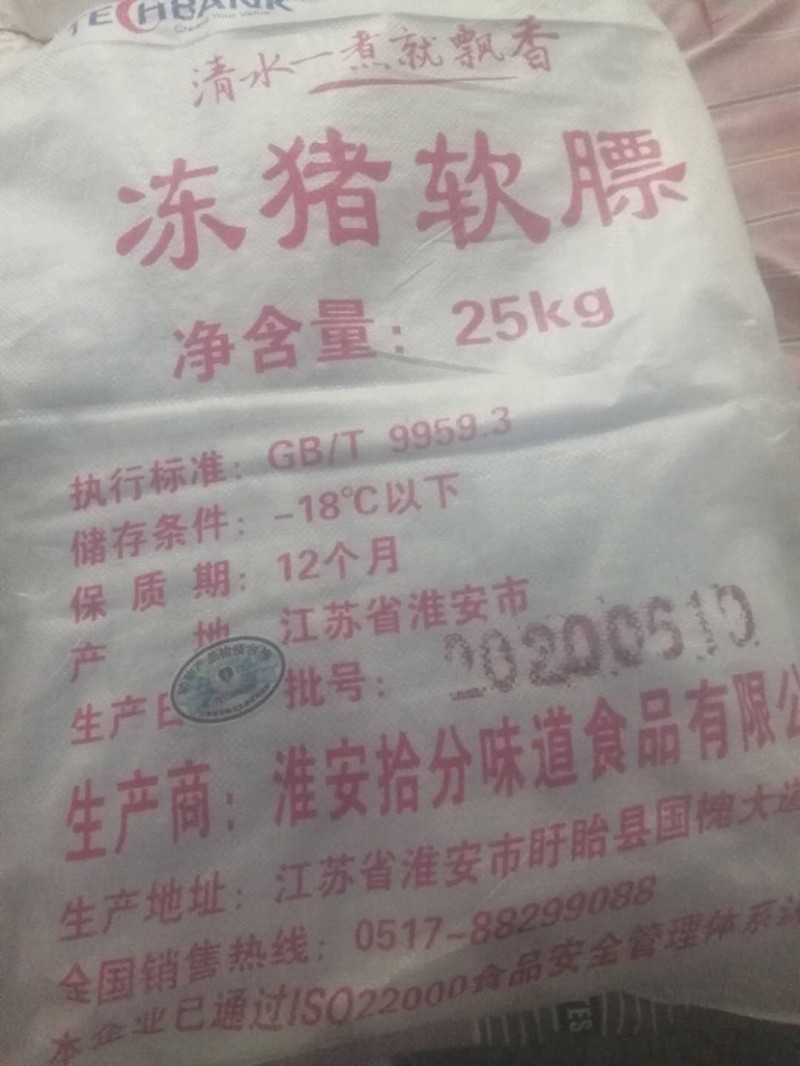 TECHBANK
清水一煮就飘香
冻猪软膘
净含量：25kg
执行标准：GB/T 9959.3
储存条件：-18℃以下
保质期：12个月
产地 江苏省淮安市
生产日 批号：20200610
生产商：淮安拾分味道食品有限公
生产地址：江苏省淮安市盱眙县国槐大道
全国销售热线：0517-88299088
本企业已通过ISO22000食品安全管理体系